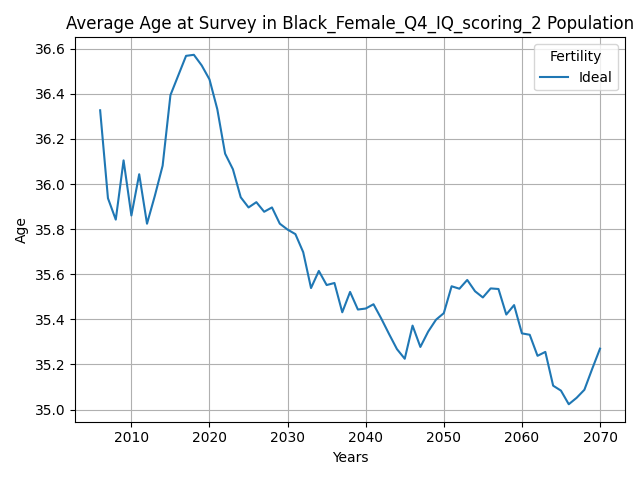 Average Age at Survey in Black_Female_Q4_IQ_scoring_2 Population
Fertility
Ideal
Age
36.6
36.4
36.2
36.0
35.8
35.6
35.4
35.2
35.0
2010 2020 2030 2040 2050 2060 2070
Years